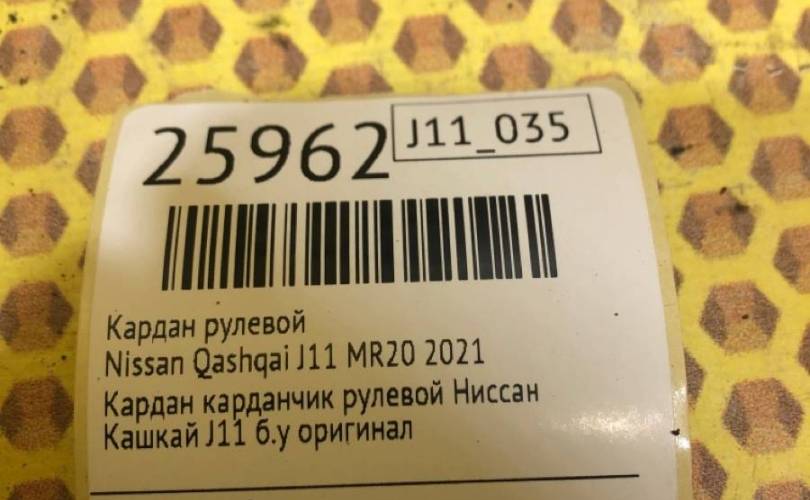 25962
J11_035
Кардан рулевой
Nissan Qashqai J11 MR20 2021
Кардан карданчик рулевой Ниссан
Кашкай J11 б.у оригинал